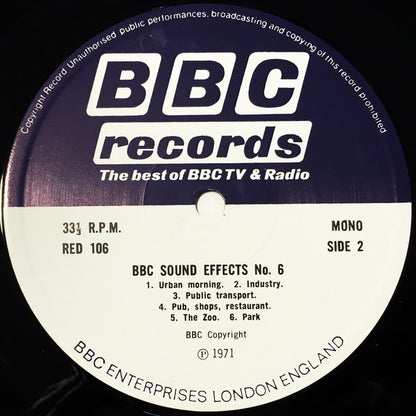 Copyright Record Unauthorised public performances, broadcasting and copying of this record prohibited
BBC
records
The best of BBC TV & Radio
33⅓ R.P.M.
MONO
RED 106
SIDE 2
BBC SOUND EFFECTS No. 6
1. Urban morning. 2. Industry.
3. Public transport.
4. Pub, shops, restaurant.
5. The Zoo. 6. Park
BBC Copyright
℗ 1971
BBC ENTERPRISES LONDON ENGLAND